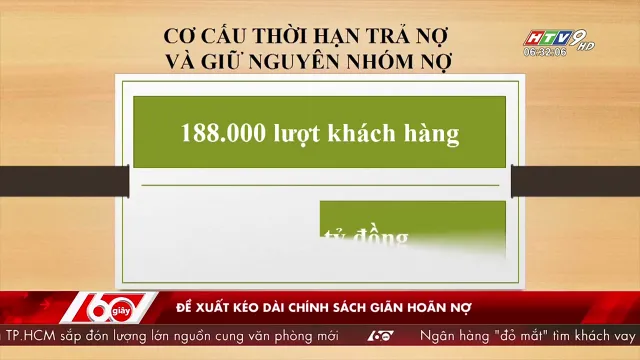 CƠ CẤU THỜI HẠN TRẢ NỢ
VÀ GIỮ NGUYÊN NHÓM NỢ
HTV9 HD
06:32:06
188.000 lượt khách hàng
tỷ đồng
60 giây
ĐỀ XUẤT KÉO DÀI CHÍNH SÁCH GIÃN HOÃN NỢ
TP.HCM sắp đón lượng lớn nguồn cung văn phòng mới
60
Ngân hàng "đỏ mắt" tìm khách vay